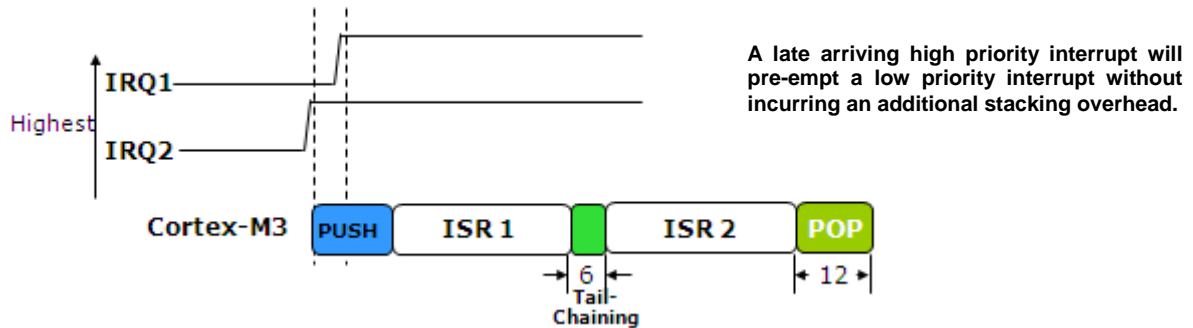 A late arriving high priority interrupt will
pre-empt a low priority interrupt without
incurring an additional stacking overhead.
IRQ1
Highest
IRQ2
Cortex-M3 PUSH ISR 1 ISR 2 POP
6 12
Tail-
Chaining